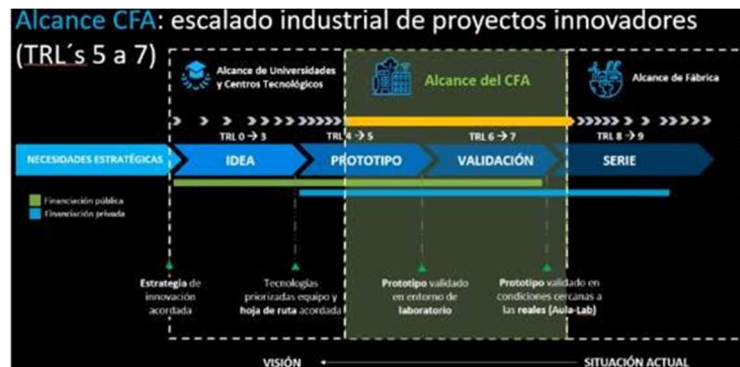 Alcance CFA: escalado industrial de proyectos innovadores
(TRL´s 5 a 7)
Alcance de Universidades
y Centros Tecnológicos
Alcance del CFA
Alcance de Fábrica
TRL 0 → 3
TRL 4 → 5
TRL 6 → 7
TRL 8 → 9
NECESIDADES ESTRATÉGICAS
IDEA
PROTOTIPO
VALIDACIÓN
SERIE
Financiación pública
Financiación privada
Estrategia de
innovación
acordada
Tecnologías
priorizadas equipo y
hoja de ruta acordada
Prototipo validado
en entorno de
laboratorio
Prototipo validado en
condiciones cercanas a
las reales (Aula-Lab)
VISIÓN
SITUACIÓN ACTUAL